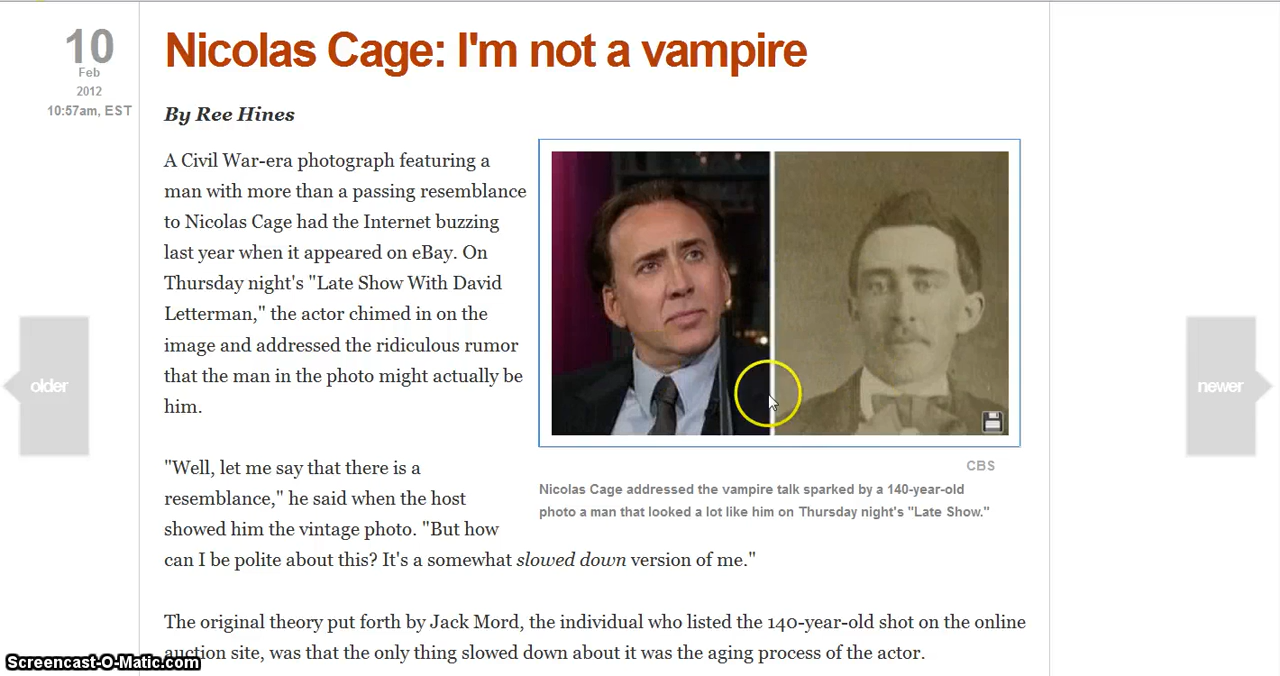 10
Feb
2012
10:57am, EST
Nicolas Cage: I'm not a vampire
By Ree Hines
A Civil War-era photograph featuring a
man with more than a passing resemblance
to Nicolas Cage had the Internet buzzing
last year when it appeared on eBay. On
Thursday night's "Late Show With David
Letterman," the actor chimed in on the
image and addressed the ridiculous rumor
that the man in the photo might actually be
him.
CBS
Nicolas Cage addressed the vampire talk sparked by a 140-year-old
photo a man that looked a lot like him on Thursday night's "Late Show."
"Well, let me say that there is a
resemblance," he said when the host
showed him the vintage photo. "But how
can I be polite about this? It's a somewhat slowed down version of me."
The original theory put forth by Jack Mord, the individual who listed the 140-year-old shot on the online
auction site, was that the only thing slowed down about it was the aging process of the actor.
older
newer
Screencast-O-Matic.com